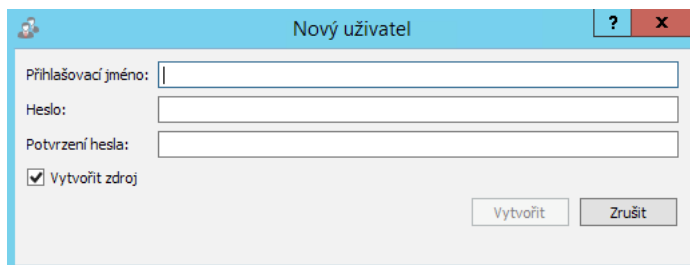 Nový uživatel
?
x
Přihlašovací jméno:
Heslo:
Potvrzení hesla:
Vytvořit zdroj
Vytvořit
Zrušit